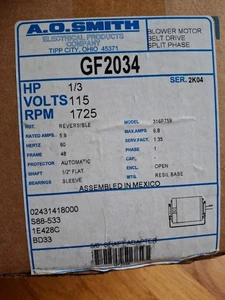 A.O. SMITH
ELECTRICAL PRODUCTS
COMPANY
TIPP CITY, OHIO 45371
BLOWER MOTOR
BELT DRIVE
SPLIT PHASE
GF2034
SER. 2K04
HP 1/3
VOLTS 115
RPM 1725
ROT. REVERSIBLE
RATED AMPS 5.9
HERTZ 60
FRAME 48
PROTECTOR AUTOMATIC
SHAFT 1/2" FLAT
BEARINGS SLEEVE
MODEL
MAX AMPS 6.8
SERV.FACT. 1.35
PHASE 1
CAP.
ENCL. OPEN
MTG. RESIL BASE
ASSEMBLED IN MEXICO
02431418000
S88-533
1E428C
BD33